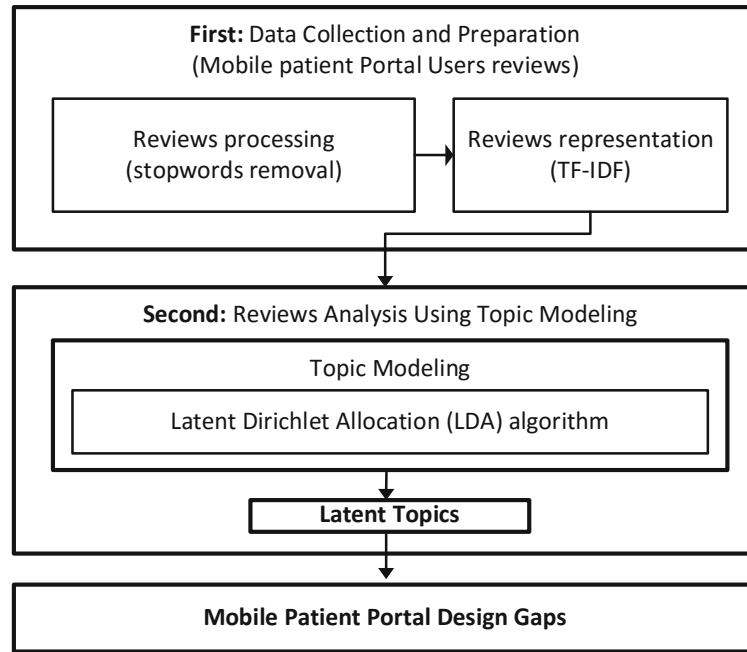 First: Data Collection and Preparation
(Mobile patient Portal Users reviews)
Reviews processing
(stopwords removal)
Reviews representation
(TF-IDF)
Second: Reviews Analysis Using Topic Modeling
Topic Modeling
Latent Dirichlet Allocation (LDA) algorithm
Latent Topics
Mobile Patient Portal Design Gaps